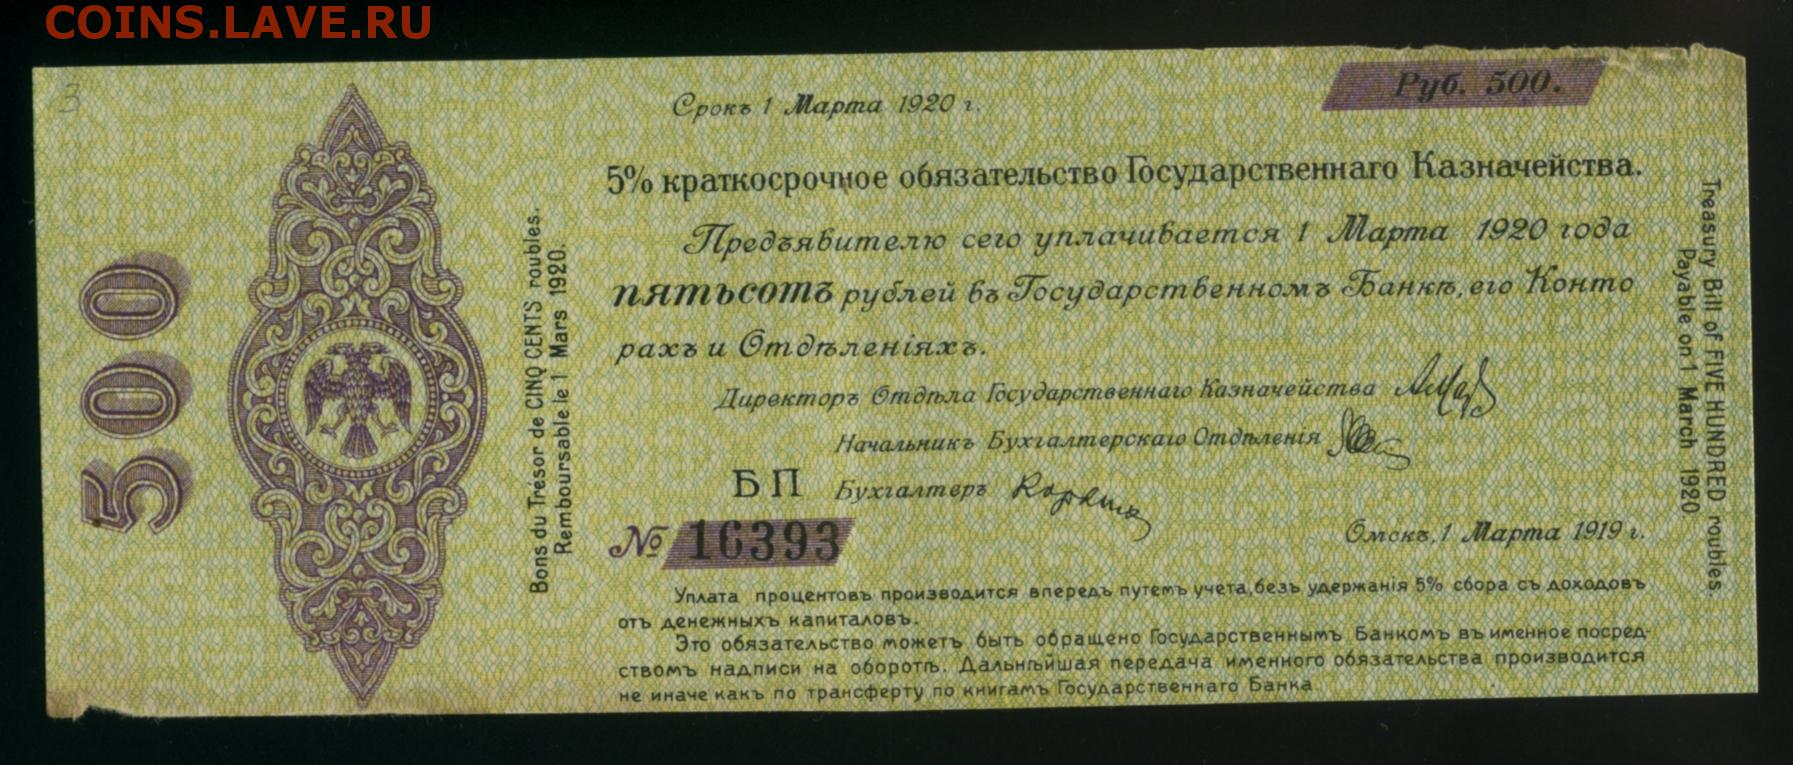 COINS.LAVE.RU
3
Срокъ 1 Марта 1920 г.
Руб. 500.
5% краткосрочное обязательство Государственнаго Казначейства.
Предъявителю сего уплачивается 1 Марта 1920 года
пятьсотъ рублей въ Государственномъ Банкѣ, его Конто
рахъ и Отдѣленіяхъ.
Директоръ Отдѣла Государственнаго Казначейства
Начальникъ Бухгалтерскаго Отдѣленія
БП Бухгалтеръ
№ 16393
Омскъ, 1 Марта 1919 г.
Уплата процентовъ производится впередъ путемъ учета, безъ удержанія 5% сбора съ доходовъ
отъ денежныхъ капиталовъ.
Это обязательство можетъ быть обращено Государственнымъ Банкомъ въ именное посред-
ствомъ надписи на оборотѣ. Дальнѣйшая передача именного обязательства производится
не иначе какъ по трансферту по книгамъ Государственнаго Банка.
500
Bons du Trésor de CINQ CENTS roubles.
Remboursable le 1 Mars 1920.
Treasury Bill of FIVE HUNDRED roubles
Payable on 1 March 1920.